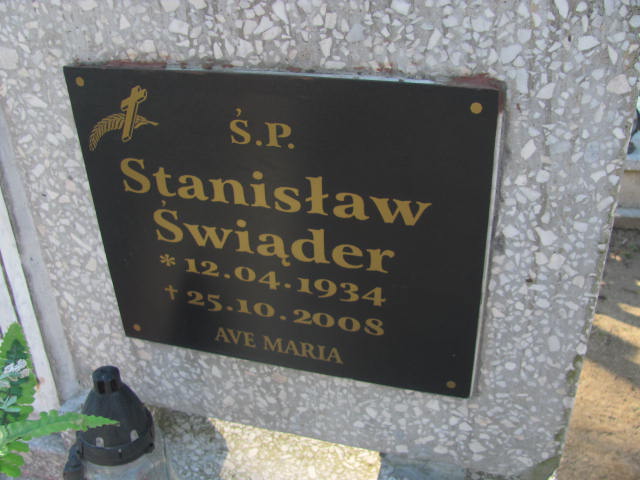 Ś.P.
Stanisław
Świąder
* 12.04.1934
† 25.10.2008
AVE MARIA